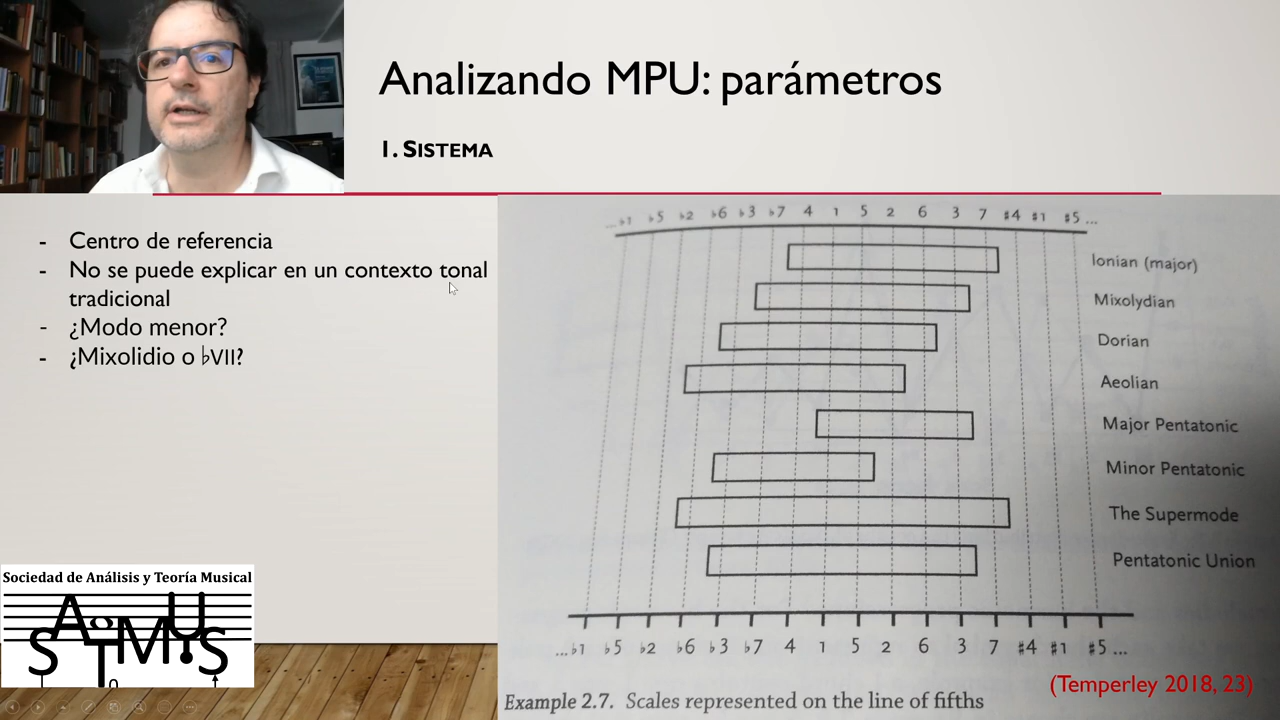 Analizando MPU: parámetros
1. SISTEMA
- Centro de referencia
- No se puede explicar en un contexto tonal
tradicional
- ¿Modo menor?
- ¿Mixolidio o ♭VII?
...♭1 ♭5 ♭2 ♭6 ♭3 ♭7 4 1 5 2 6 3 7 ♯4 ♯1 ♯5 ...
Ionian (major)
Mixolydian
Dorian
Aeolian
Major Pentatonic
Minor Pentatonic
The Supermode
Pentatonic Union
...♭1 ♭5 ♭2 ♭6 ♭3 ♭7 4 1 5 2 6 3 7 ♯4 ♯1 ♯5 ...
(Temperley 2018, 23)
Example 2.7. Scales represented on the line of fifths
Sociedad de Análisis y Teoría Musical
SATMUS